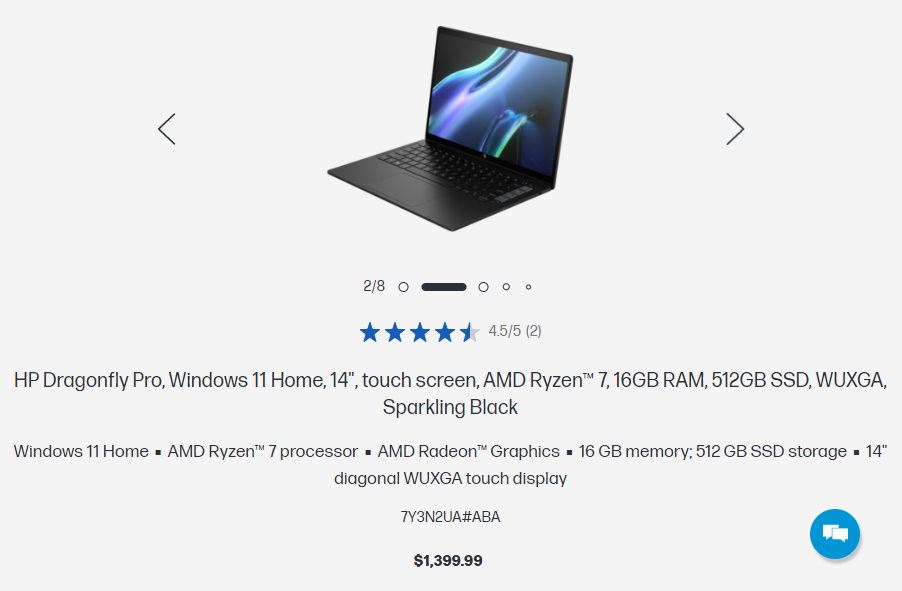 2/8
4.5/5 (2)
HP Dragonfly Pro, Windows 11 Home, 14", touch screen, AMD Ryzen™ 7, 16GB RAM, 512GB SSD, WUXGA,
Sparkling Black
Windows 11 Home ▪ AMD Ryzen™ 7 processor ▪ AMD Radeon™ Graphics ▪ 16 GB memory; 512 GB SSD storage ▪ 14"
diagonal WUXGA touch display
7Y3N2UA#ABA
$1,399.99